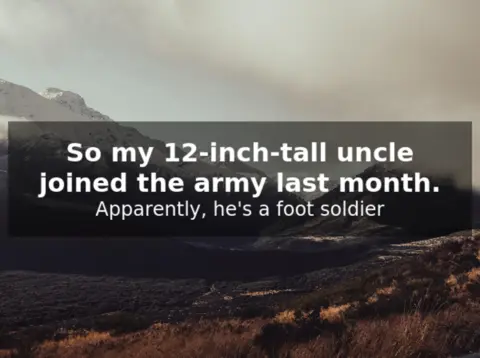 So my 12-inch-tall uncle
joined the army last month.
Apparently, he's a foot soldier